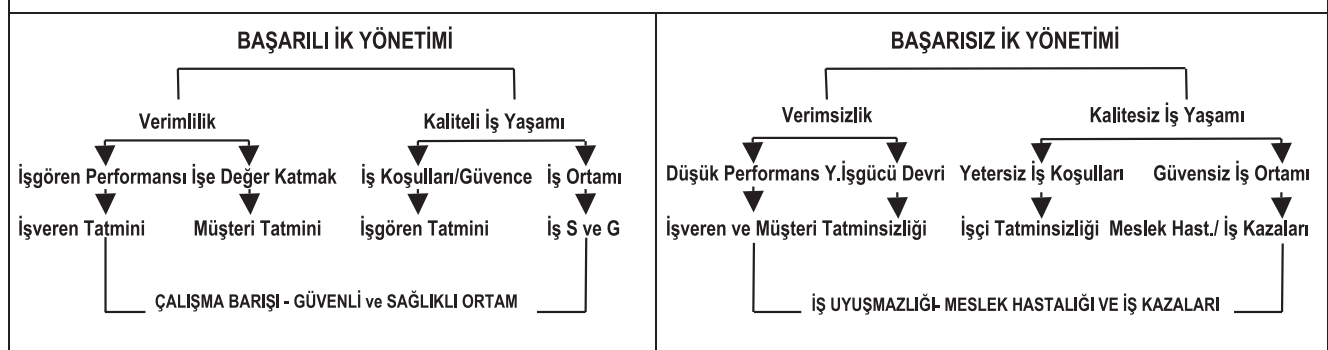 BAŞARILI İK YÖNETİMİ
Verimlilik Kaliteli İş Yaşamı
İşgören Performansı İşe Değer Katmak İş Koşulları/Güvence İş Ortamı
İşveren Tatmini Müşteri Tatmini İşgören Tatmini İş S ve G
ÇALIŞMA BARIŞI - GÜVENLİ ve SAĞLIKLI ORTAM
BAŞARISIZ İK YÖNETİMİ
Verimsizlik Kalitesiz İş Yaşamı
Düşük Performans Y.İşgücü Devri Yetersiz İş Koşulları Güvensiz İş Ortamı
İşveren ve Müşteri Tatminsizliği İşçi Tatminsizliği Meslek Hast./ İş Kazaları
İŞ UYUŞMAZLIĞI- MESLEK HASTALIĞI VE İŞ KAZALARI